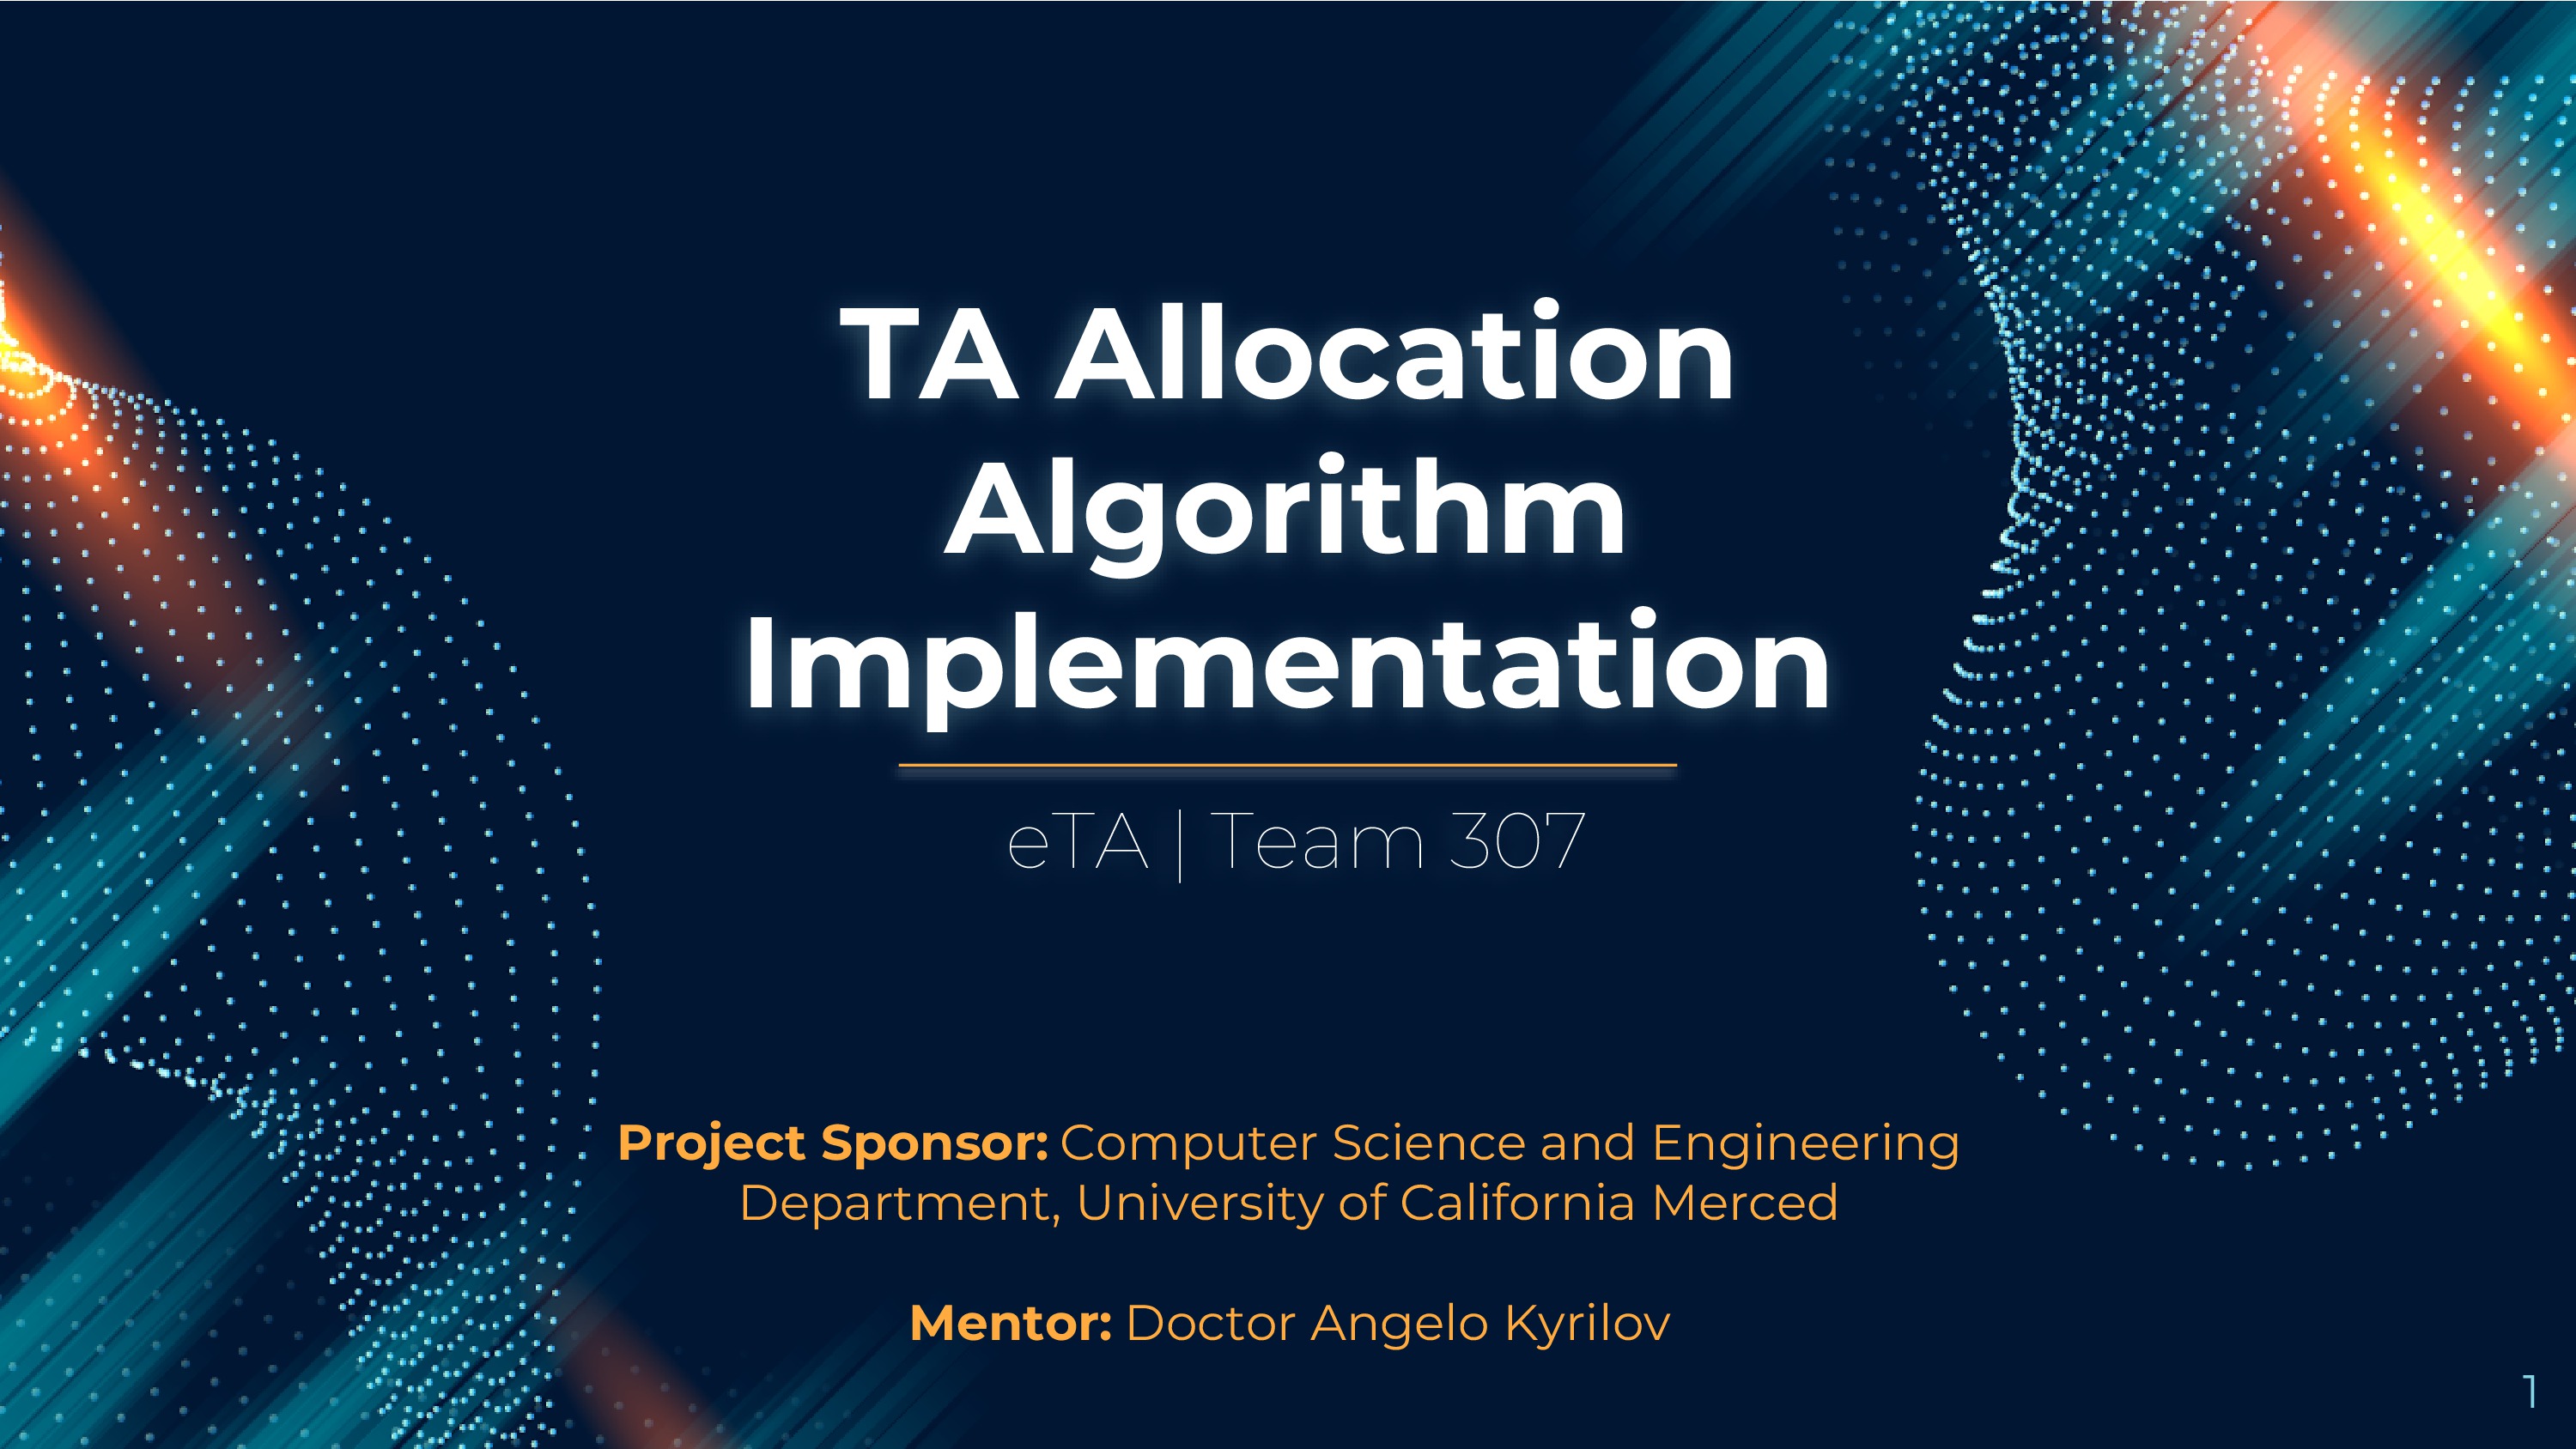 TA Allocation
Algorithm
Implementation
eTA | Team 307
Project Sponsor: Computer Science and Engineering
Department, University of California Merced
Mentor: Doctor Angelo Kyrilov
1